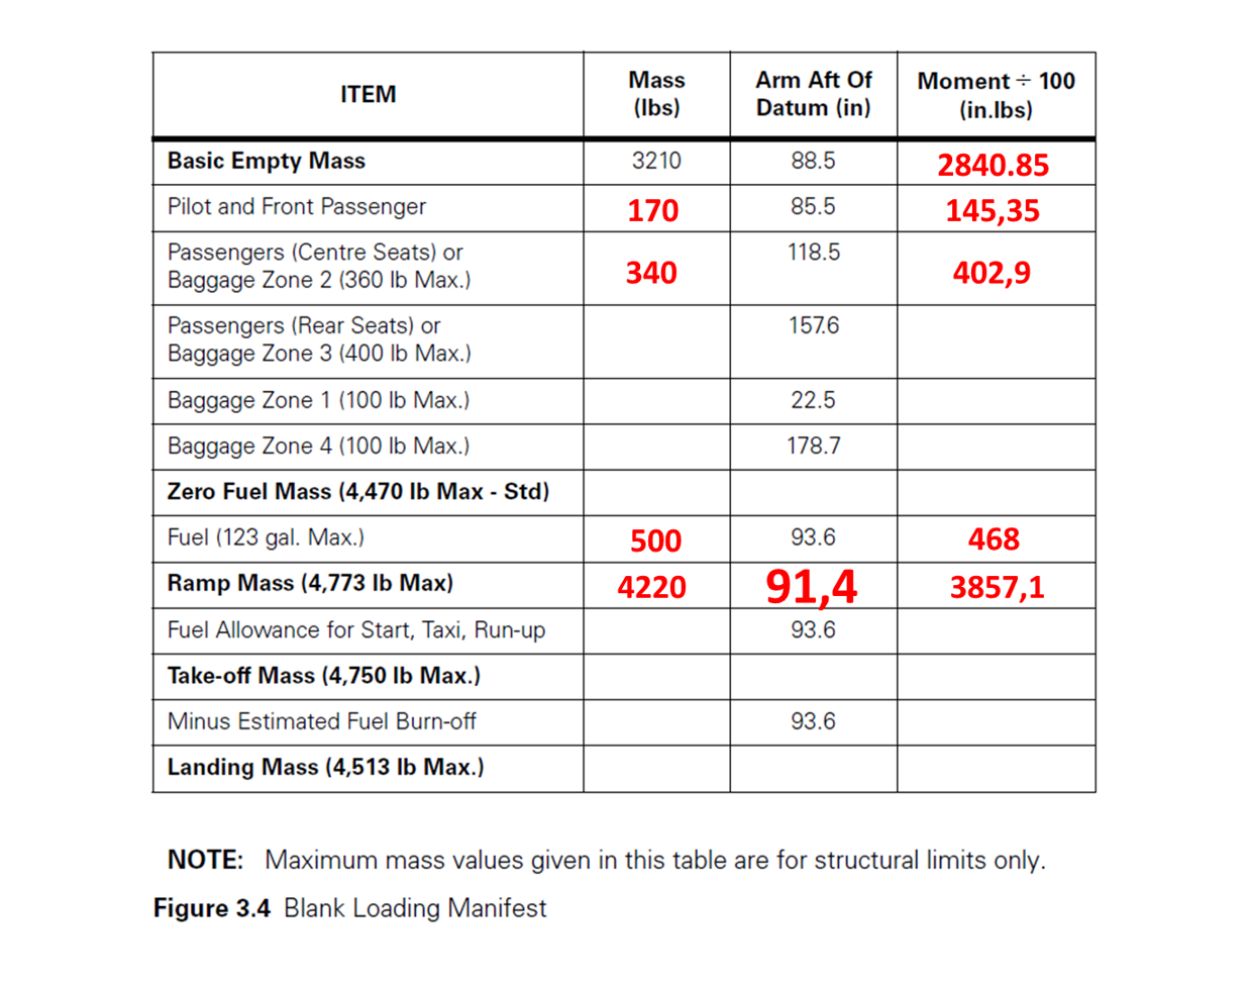 ITEM Mass (lbs) Arm Aft Of Datum (in) Moment ÷ 100 (in.lbs)
Basic Empty Mass 3210 88.5 2840.85
Pilot and Front Passenger 170 85.5 145,35
Passengers (Centre Seats) or 118.5
Baggage Zone 2 (360 lb Max.) 340 402,9
Passengers (Rear Seats) or 157.6
Baggage Zone 3 (400 lb Max.)
Baggage Zone 1 (100 lb Max.) 22.5
Baggage Zone 4 (100 lb Max.) 178.7
Zero Fuel Mass (4,470 lb Max - Std)
Fuel (123 gal. Max.) 500 93.6 468
Ramp Mass (4,773 lb Max) 4220 91,4 3857,1
Fuel Allowance for Start, Taxi, Run-up 93.6
Take-off Mass (4,750 lb Max.)
Minus Estimated Fuel Burn-off 93.6
Landing Mass (4,513 lb Max.)
NOTE: Maximum mass values given in this table are for structural limits only.
Figure 3.4 Blank Loading Manifest